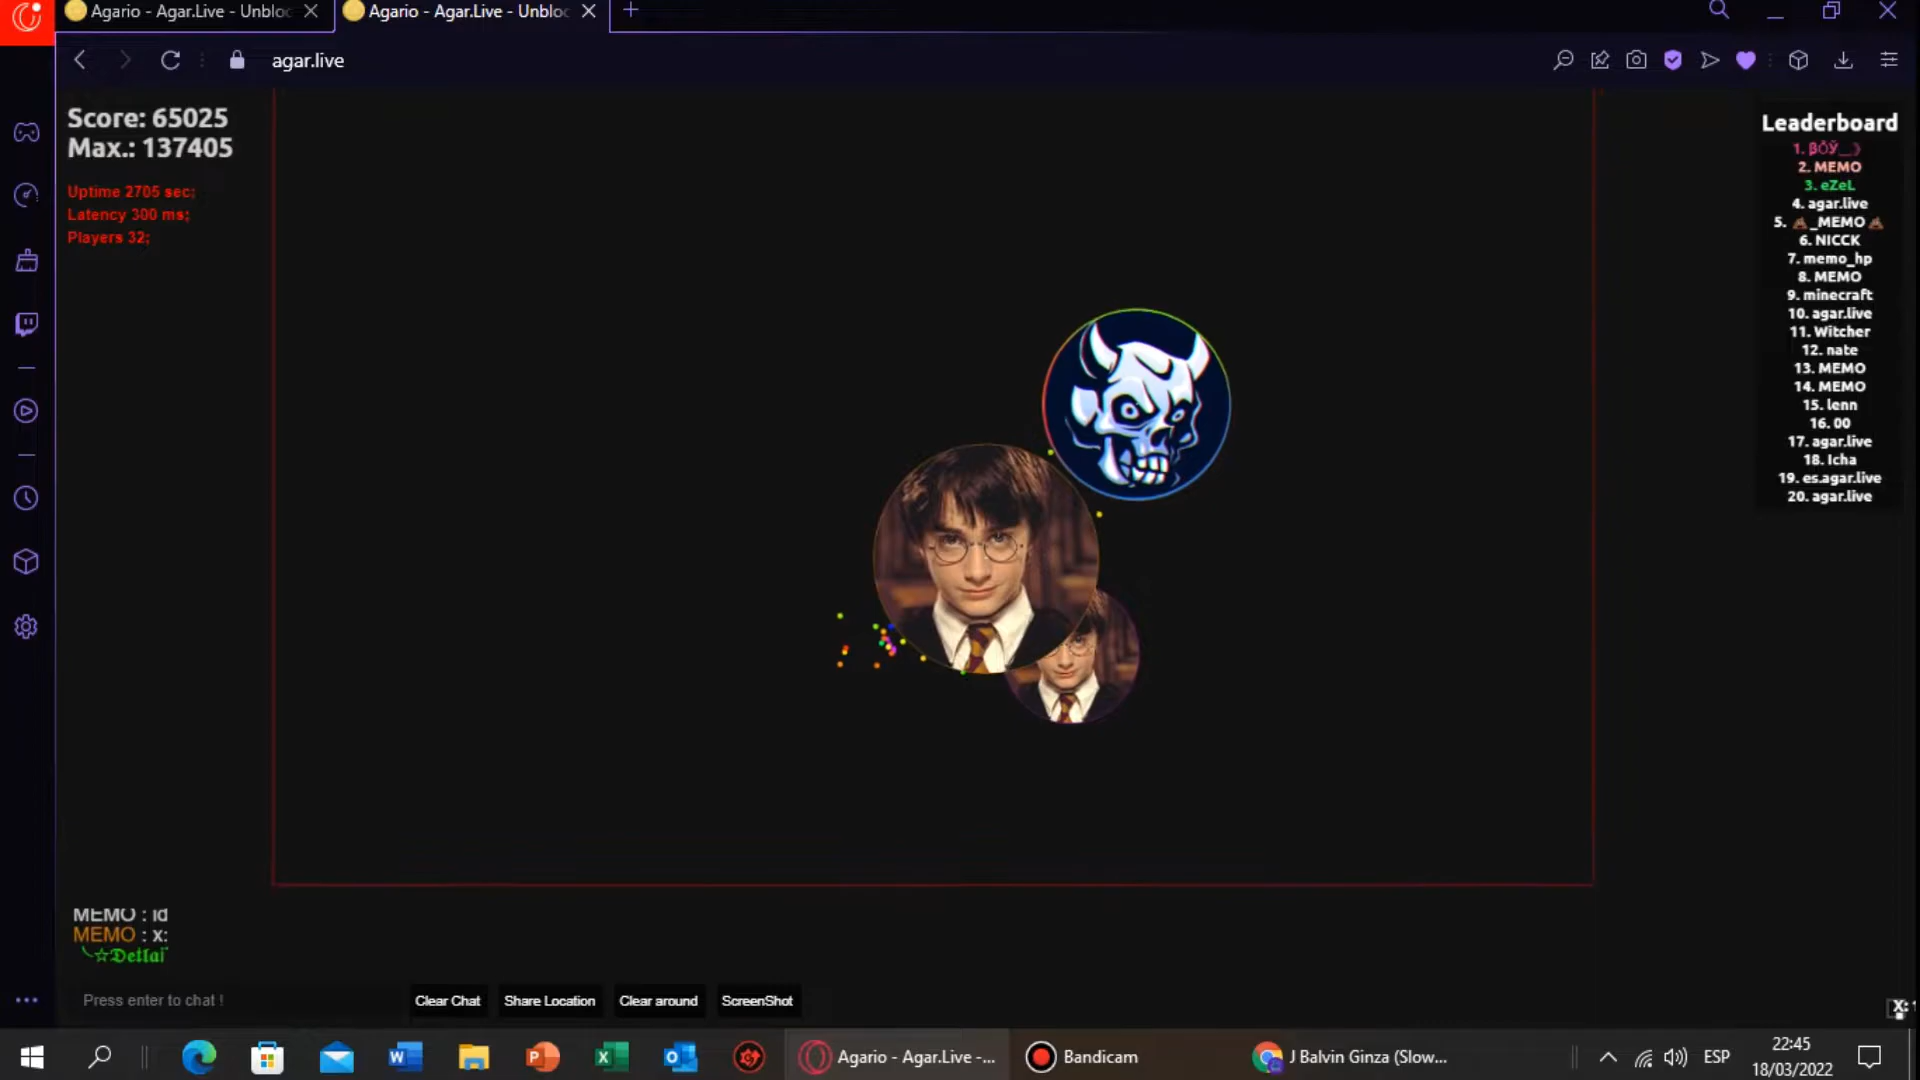 Agario - Agar.Live - Unbloc
Agario - Agar.Live - Unbloc
agar.live
Score: 65025
Max.: 137405
Uptime 2705 sec;
Latency 300 ms;
Players 32;
Leaderboard
2. MEMO
3. eZeL
4. agar.live
5. 💩_MEMO💩
6. NICCK
7. memo_hp
8. MEMO
9. minecraft
10. agar.live
11. Witcher
12. nate
13. MEMO
14. MEMO
15. lenn
16. 00
17. agar.live
18. Icha
19. es.agar.live
20. agar.live
MEMO : id
MEMO : x:
Press enter to chat !
Clear Chat
Share Location
Clear around
ScreenShot
X:
Agario - Agar.Live -...
Bandicam
J Balvin Ginza (Slow...
ESP
22:45
18/03/2022